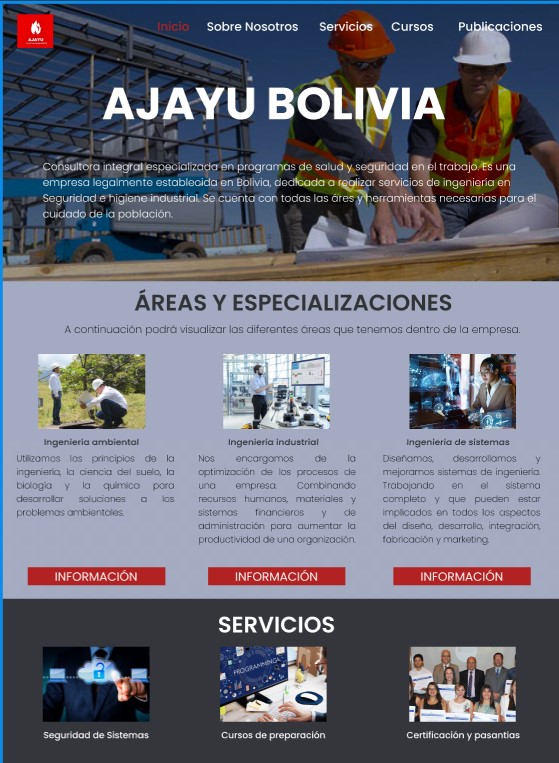 AJAYU
Inicio Sobre Nosotros Servicios Cursos Publicaciones
AJAYU BOLIVIA
Consultora integral especializada en programas de salud y seguridad en el trabajo. Es una
empresa legalmente establecida en Bolivia, dedicada a realizar servicios de ingeniería en
Seguridad e higiene industrial. Se cuenta con todas las áres y herramientas necesarias para el
cuidado de la población.
ÁREAS Y ESPECIALIZACIONES
A continuación podrá visualizar las diferentes áreas que tenemos dentro de la empresa.
Ingenieria ambiental
Utilizamos los principios de la
ingeniería, la ciencia del suelo, la
biología y la química para
desarrollar soluciones a los
problemas ambientales.
INFORMACIÓN
Ingenieria industrial
Nos encargamos de la
optimización de los procesos de
una empresa. Combinando
recursos humanos, materiales y
sistemas financieros y de
administración para aumentar la
productividad de una organización.
INFORMACIÓN
Ingenieria de sistemas
Diseñamos, desarrollamos y
mejoramos sistemas de ingeniería.
Trabajando en el sistema
completo y que pueden estar
implicados en todos los aspectos
del diseño, desarrollo, integración,
fabricación y marketing.
INFORMACIÓN
SERVICIOS
Seguridad de Sistemas
PROGRAMMING
Cursos de preparación
Certificación y pasantias